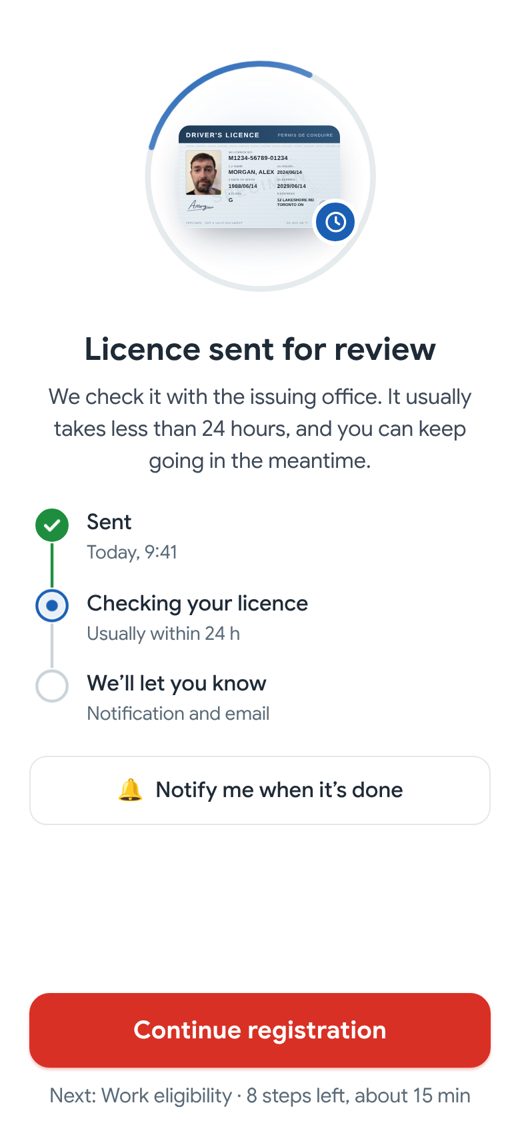 DRIVER'S LICENCE PERMIS DE CONDUIRE
M1234-56789-01234
MORGAN, ALEX 2024/06/14
1988/06/14 2029/06/14
G 12 LAKESHORE RD
TORONTO ON
Licence sent for review
We check it with the issuing office. It usually
takes less than 24 hours, and you can keep
going in the meantime.
Sent
Today, 9:41
Checking your licence
Usually within 24 h
We’ll let you know
Notification and email
🔔 Notify me when it’s done
Continue registration
Next: Work eligibility · 8 steps left, about 15 min